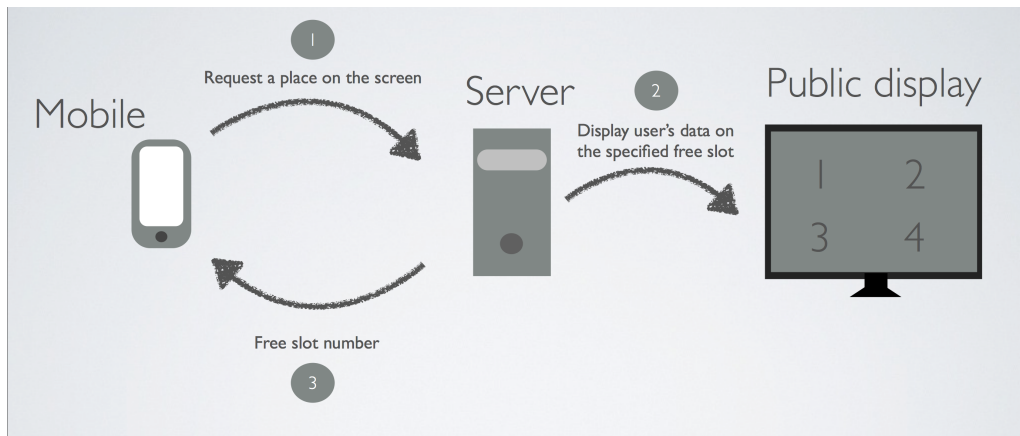 1
Request a place on the screen
Mobile
Server
2
Display user's data on
the specified free slot
Public display
1 2
3 4
Free slot number
3